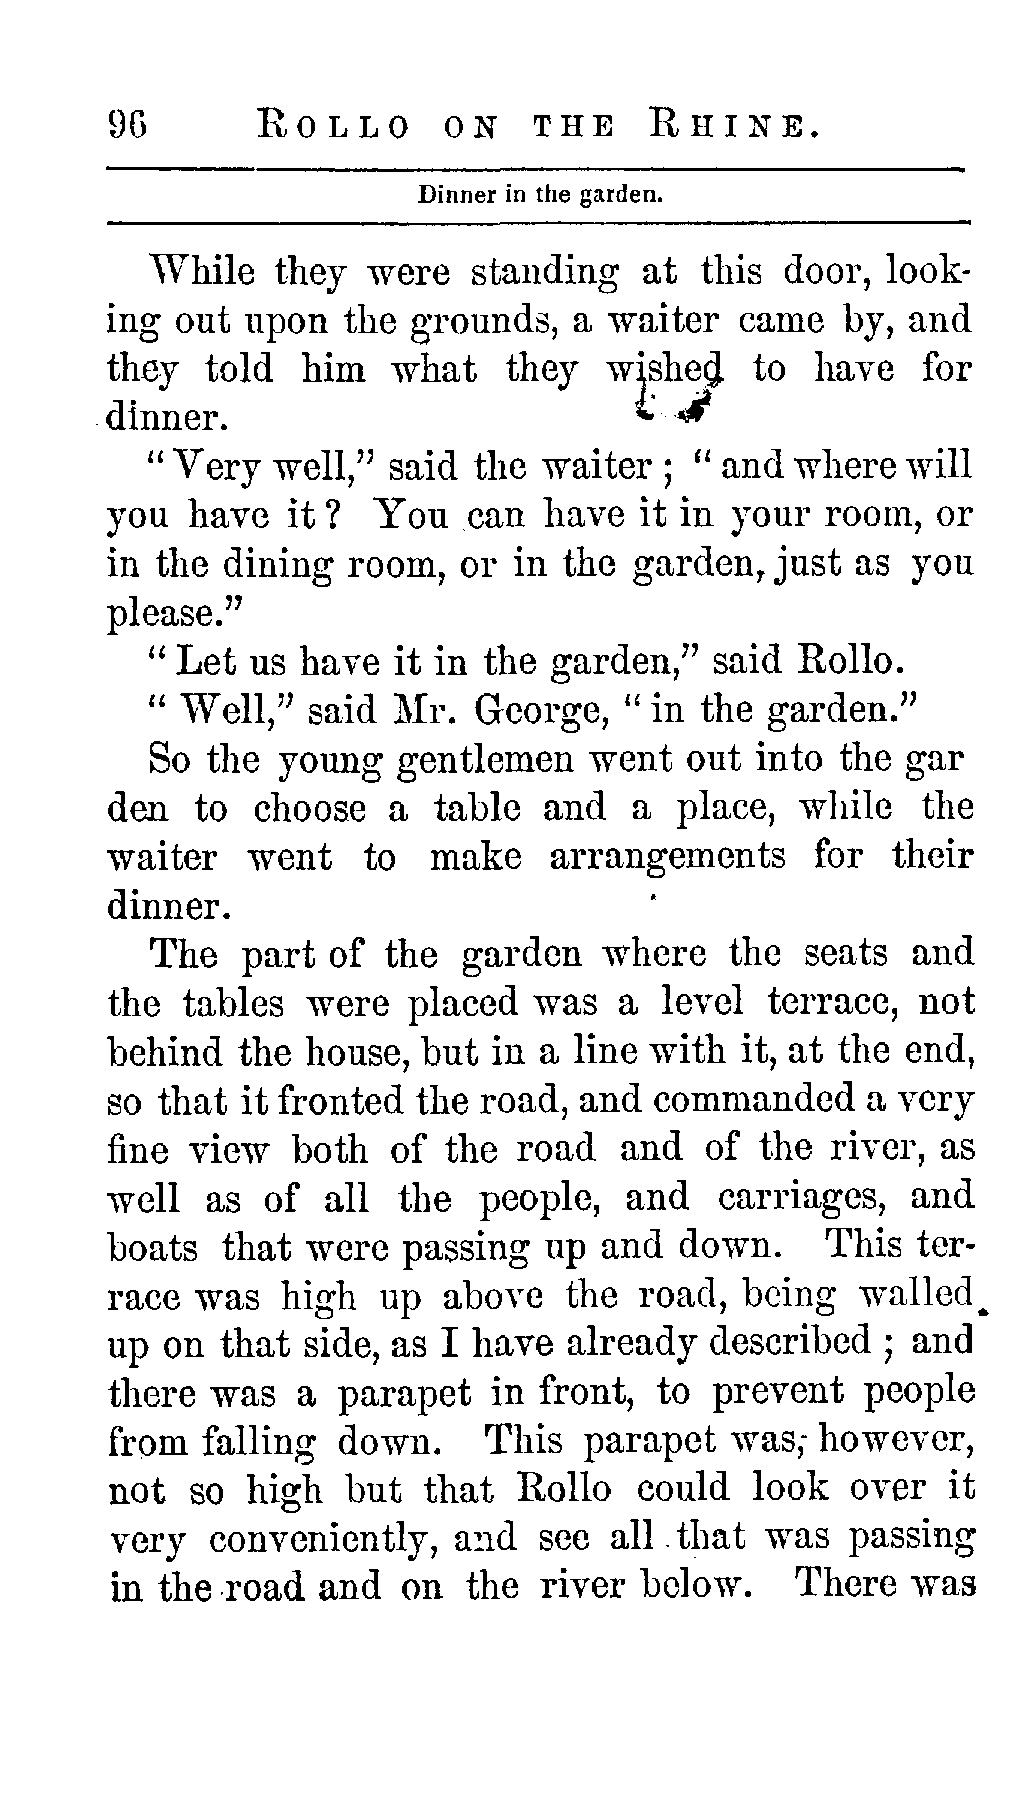 96 ROLLO ON THE RHINE.
Dinner in the garden.
While they were standing at this door, look-
ing out upon the grounds, a waiter came by, and
they told him what they wished to have for
dinner.
“Very well,” said the waiter; “and where will
you have it? You can have it in your room, or
in the dining room, or in the garden, just as you
please.”
“Let us have it in the garden,” said Rollo.
“Well,” said Mr. George, “in the garden.”
So the young gentlemen went out into the gar
den to choose a table and a place, while the
waiter went to make arrangements for their
dinner.
The part of the garden where the seats and
the tables were placed was a level terrace, not
behind the house, but in a line with it, at the end,
so that it fronted the road, and commanded a very
fine view both of the road and of the river, as
well as of all the people, and carriages, and
boats that were passing up and down. This ter-
race was high up above the road, being walled
up on that side, as I have already described; and
there was a parapet in front, to prevent people
from falling down. This parapet was, however,
not so high but that Rollo could look over it
very conveniently, and see all that was passing
in the road and on the river below. There was